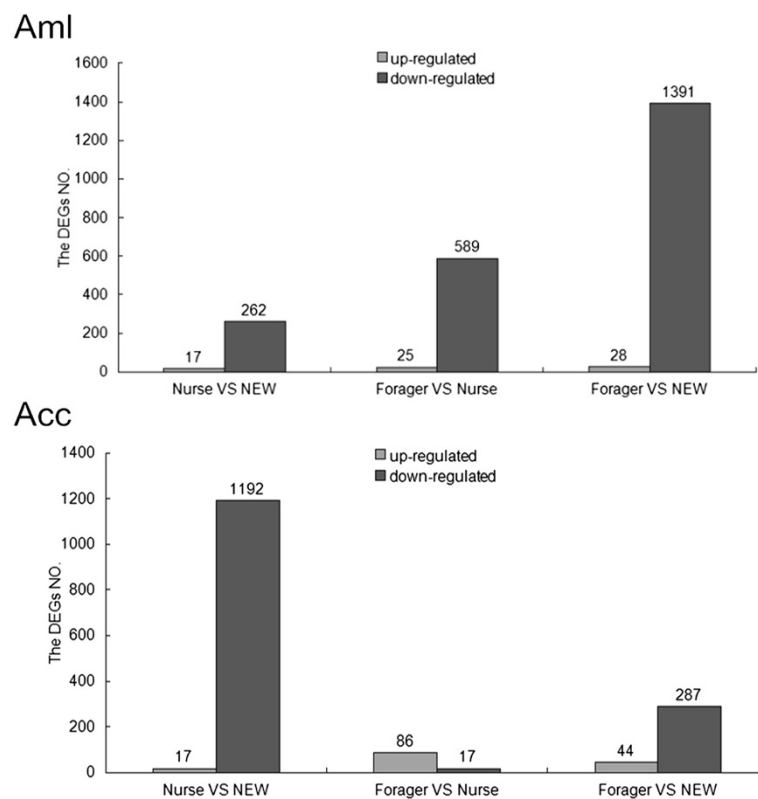 Aml
up-regulated
down-regulated
The DEGs NO.
1600
1400
1200
1000
800
600
400
200
0
17
262
25
589
28
1391
Nurse VS NEW
Forager VS Nurse
Forager VS NEW
Acc
up-regulated
down-regulated
The DEGs NO.
1400
1200
1000
800
600
400
200
0
17
1192
86
17
44
287
Nurse VS NEW
Forager VS Nurse
Forager VS NEW